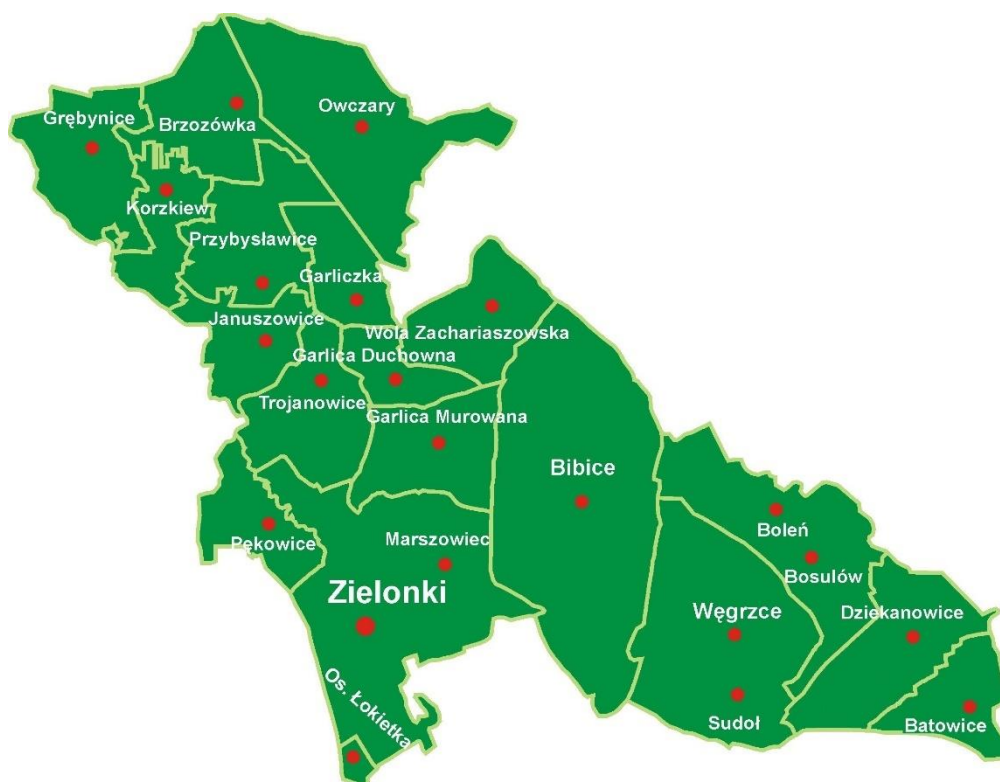 Owczary
Grębynice
Brzozówka
Korzkiew
Przybysławice
Garliczka
Januszowice
Wola Zachariaszowska
Garlica Duchowna
Trojanowice
Garlica Murowana
Bibice
Boleń
Pękowice
Marszowiec
Bosulów
Zielonki
Węgrzce
Dziekanowice
Os. Łokietka
Sudoł
Batowice